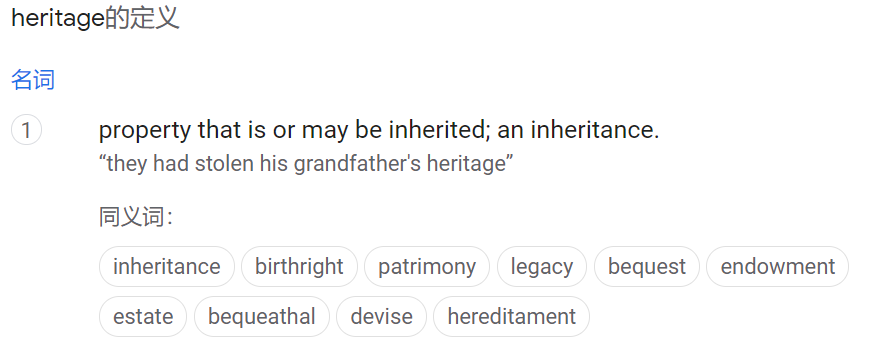 heritage的定义
名词
1 property that is or may be inherited; an inheritance.
“they had stolen his grandfather's heritage”
同义词：
inheritance birthright patrimony legacy bequest endowment
estate bequeathal devise hereditament